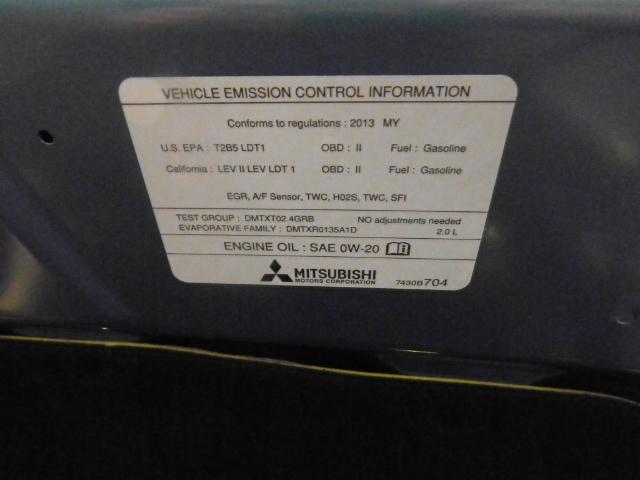 VEHICLE EMISSION CONTROL INFORMATION
Conforms to regulations : 2013 MY
U.S. EPA : T2B5 LDT1 OBD : II Fuel : Gasoline
California : LEV II LEV LDT 1 OBD : II Fuel : Gasoline
EGR, A/F Sensor, TWC, H02S, TWC, SFI
TEST GROUP : DMTXT02.4GRB NO adjustments needed
EVAPORATIVE FAMILY : DMTXR0135A1D 2.0 L
ENGINE OIL : SAE 0W-20
MITSUBISHI
MOTORS CORPORATION 7430B704